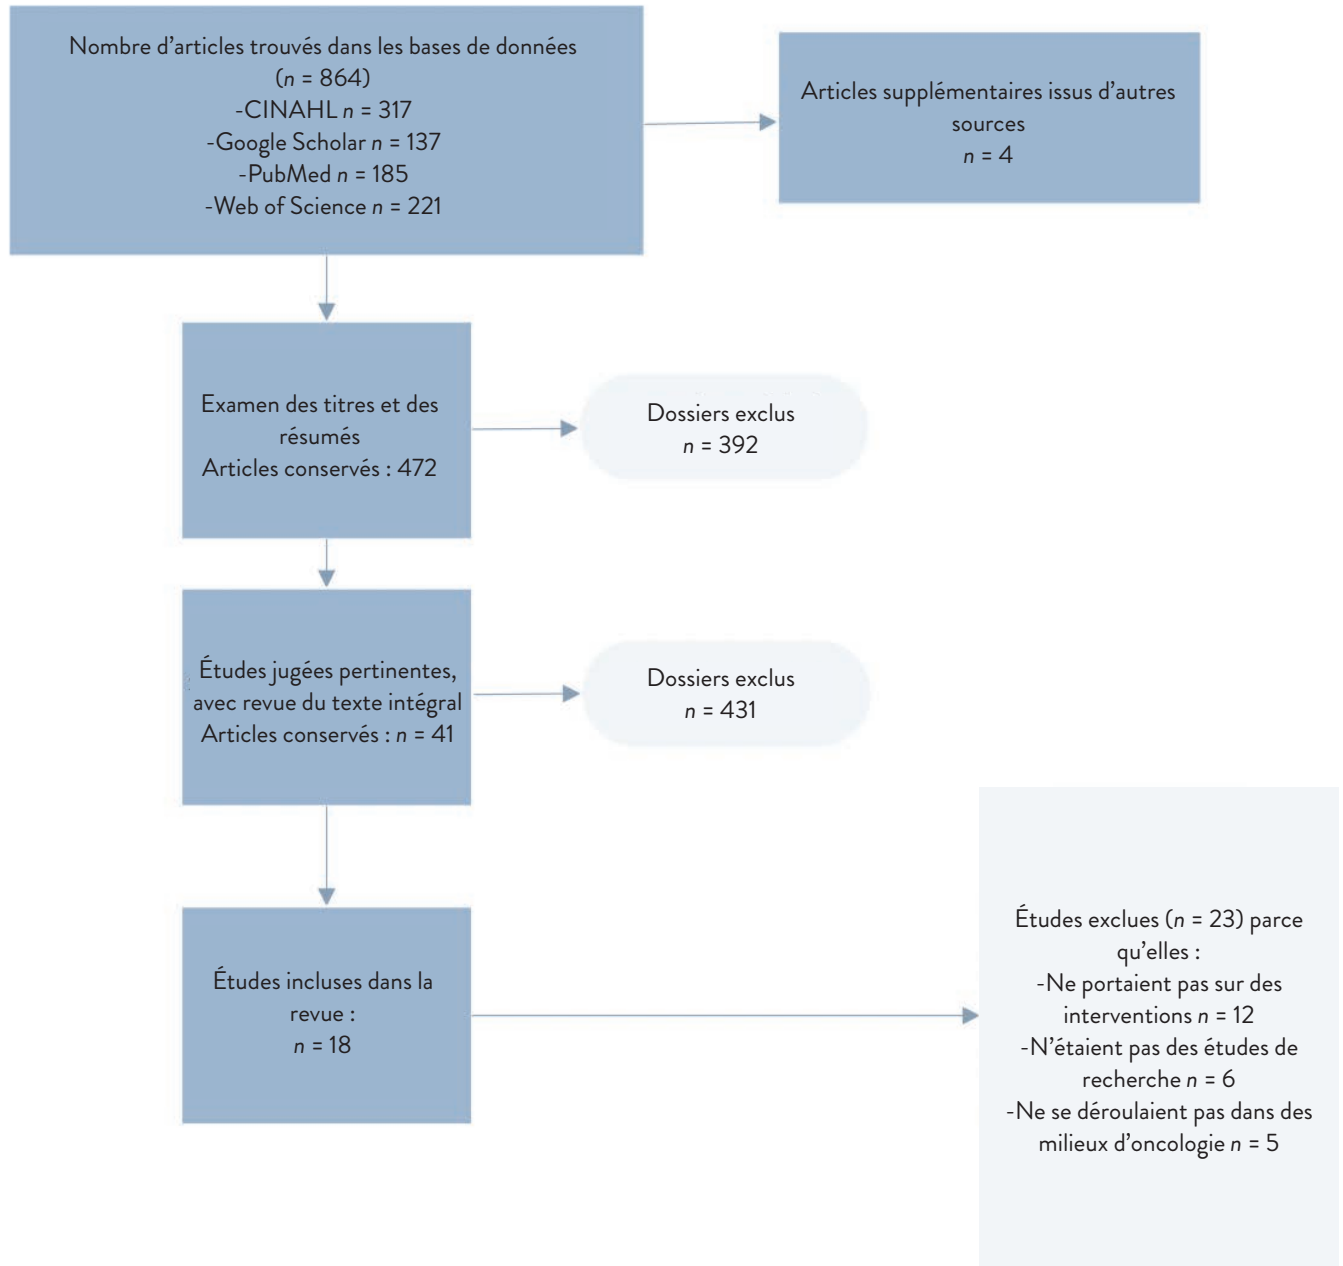 Nombre d’articles trouvés dans les bases de données
(n = 864)
-CINAHL n = 317
-Google Scholar n = 137
-PubMed n = 185
-Web of Science n = 221
Articles supplémentaires issus d’autres
sources
n = 4
Examen des titres et des
résumés
Articles conservés : 472
Dossiers exclus
n = 392
Études jugées pertinentes,
avec revue du texte intégral
Articles conservés : n = 41
Dossiers exclus
n = 431
Études incluses dans la
revue :
n = 18
Études exclues (n = 23) parce
qu’elles :
-Ne portaient pas sur des
interventions n = 12
-N’étaient pas des études de
recherche n = 6
-Ne se déroulaient pas dans des
milieux d’oncologie n = 5